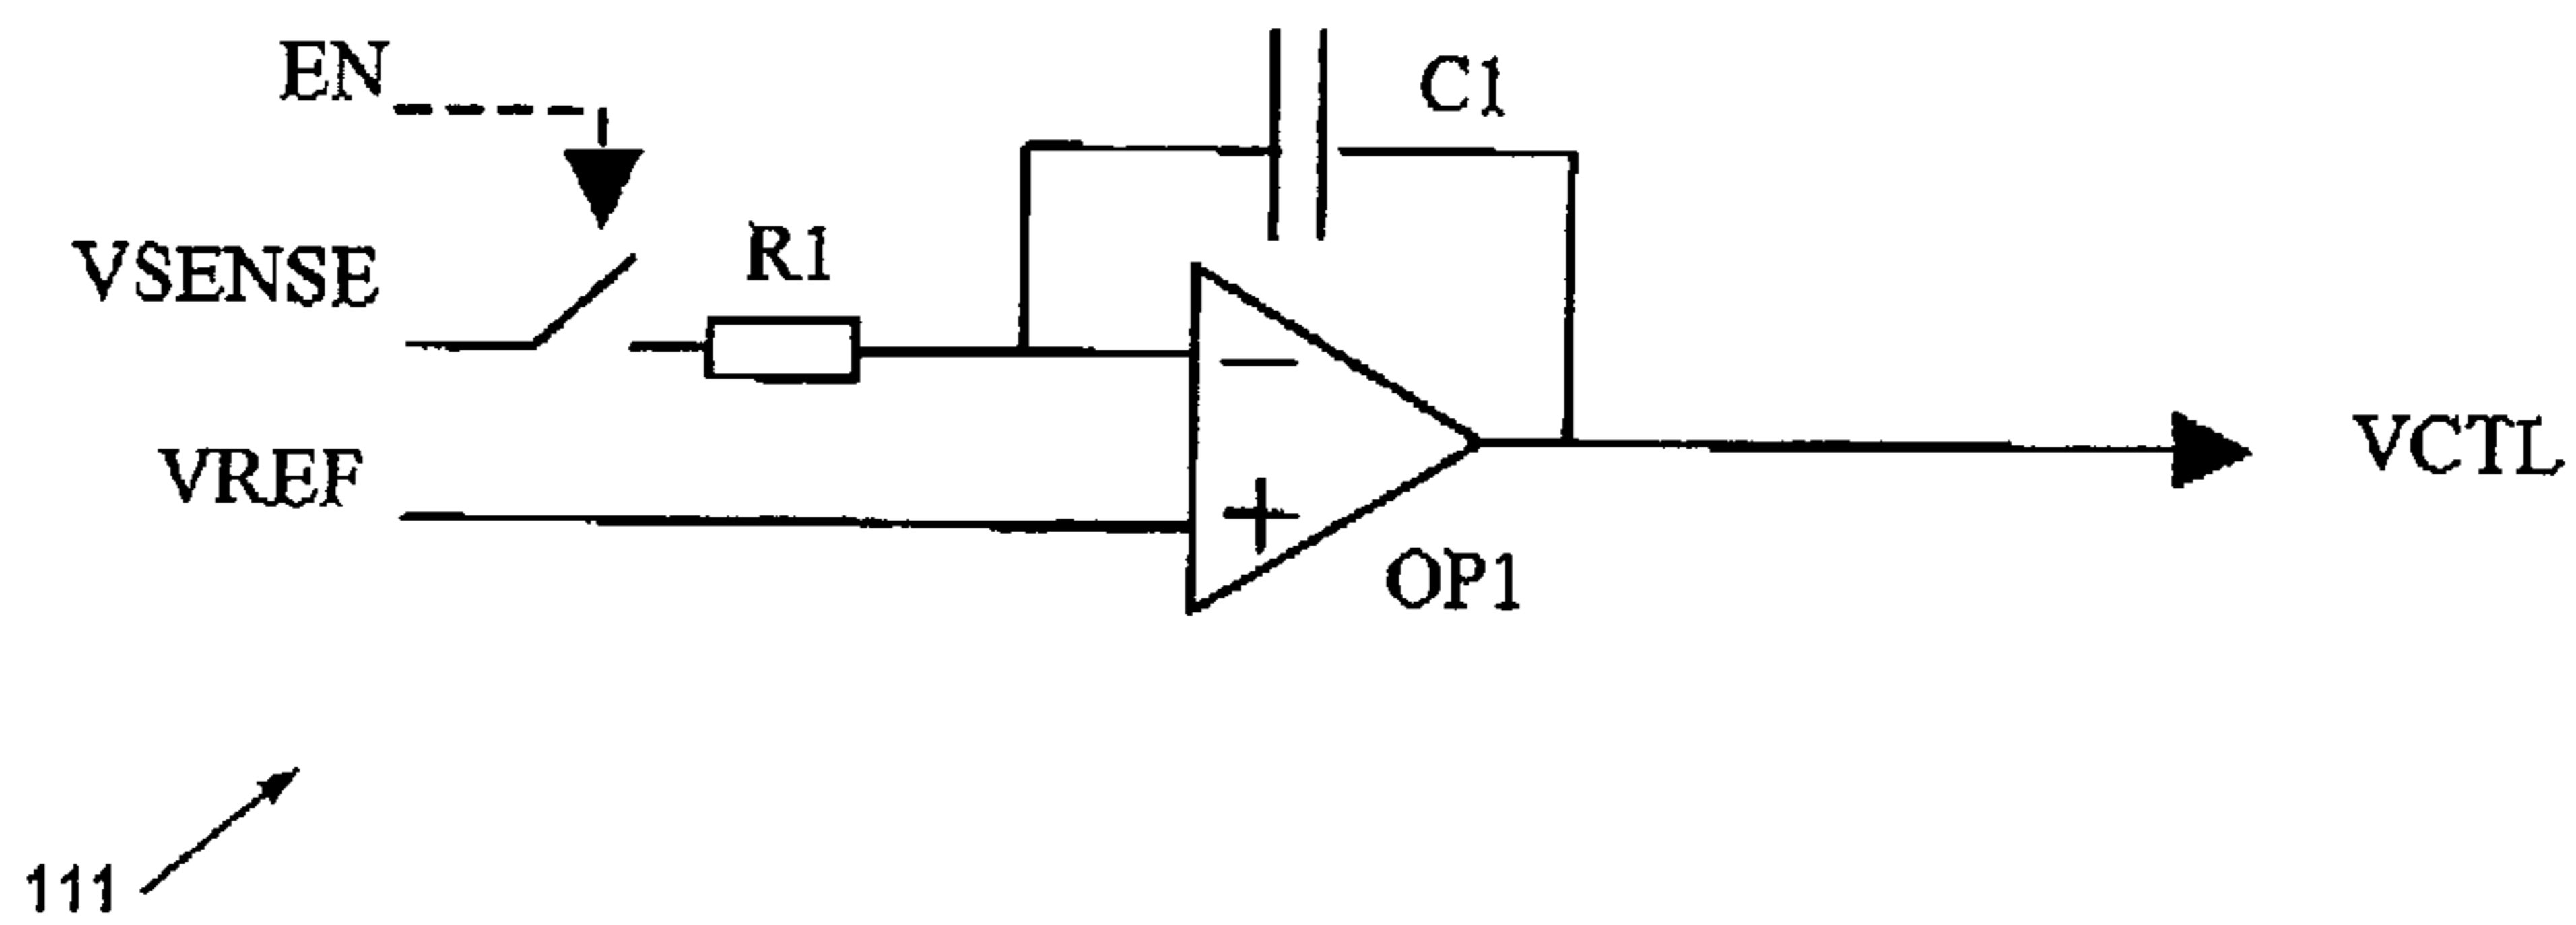 EN
C1
VSENSE
R1
VREF
VCTL
OP1
111